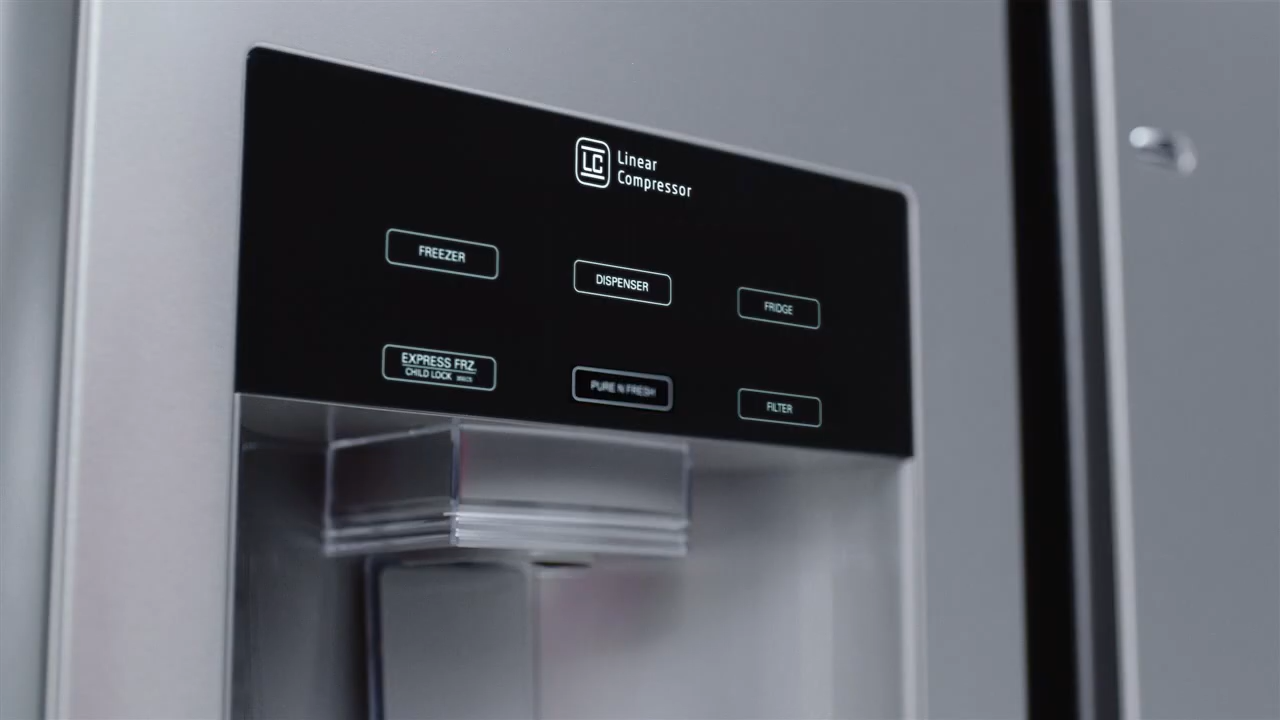 LC
Linear
Compressor
FREEZER
DISPENSER
FRIDGE
EXPRESS FRZ.
CHILD LOCK
PURE N FRESH
FILTER